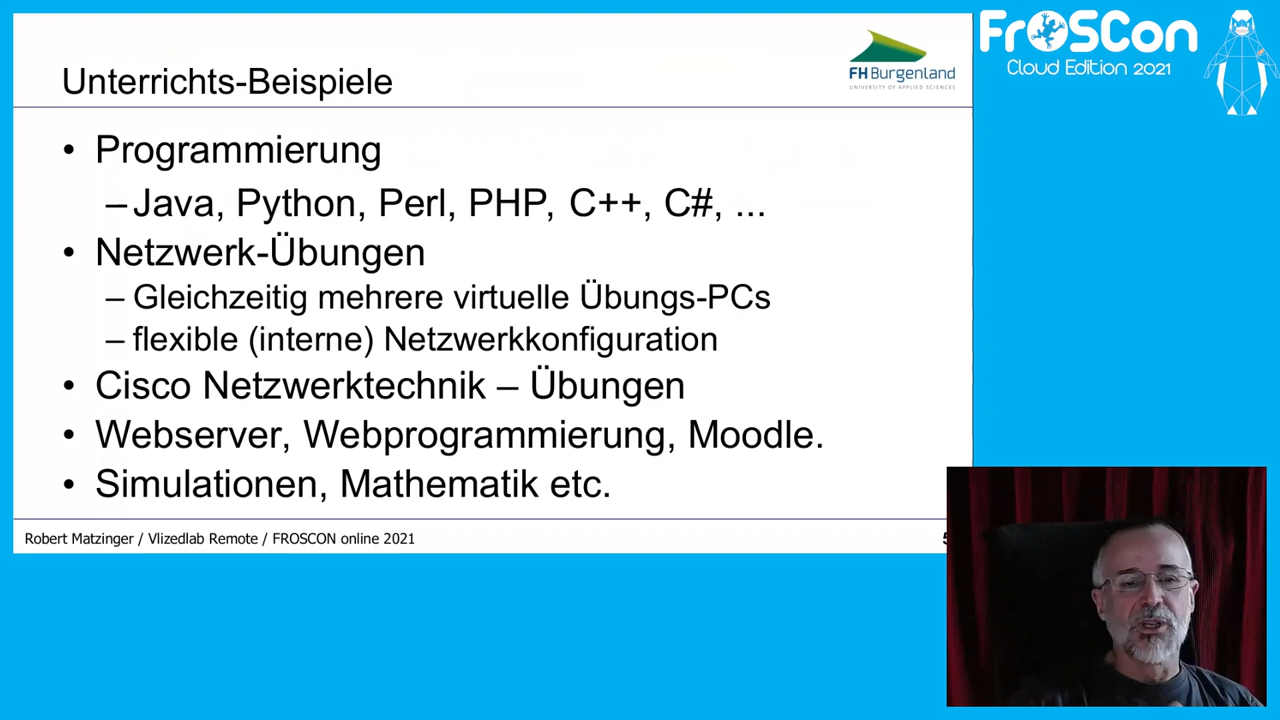 FrOSCon
Cloud Edition 2021
FH Burgenland
UNIVERSITY OF APPLIED SCIENCES
Unterrichts-Beispiele
• Programmierung
– Java, Python, Perl, PHP, C++, C#, ...
• Netzwerk-Übungen
– Gleichzeitig mehrere virtuelle Übungs-PCs
– flexible (interne) Netzwerkkonfiguration
• Cisco Netzwerktechnik – Übungen
• Webserver, Webprogrammierung, Moodle.
• Simulationen, Mathematik etc.
Robert Matzinger / Vlizedlab Remote / FROSCON online 2021